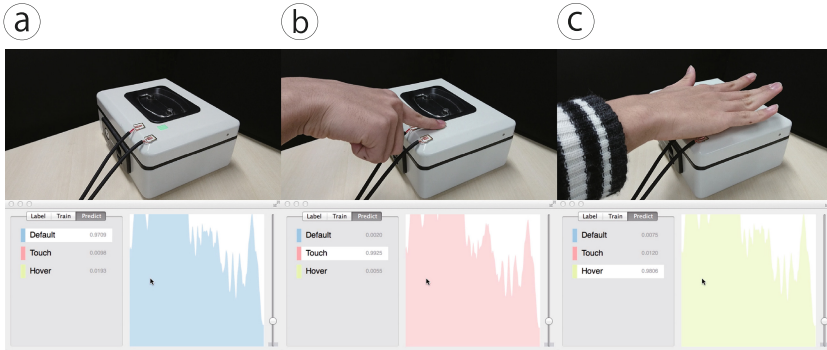 a
b
c
Label Train Predict
Default 0.9709
Touch 0.0098
Hover 0.0193
Label Train Predict
Default 0.0020
Touch 0.9925
Hover 0.0055
Label Train Predict
Default 0.0075
Touch 0.0120
Hover 0.9806